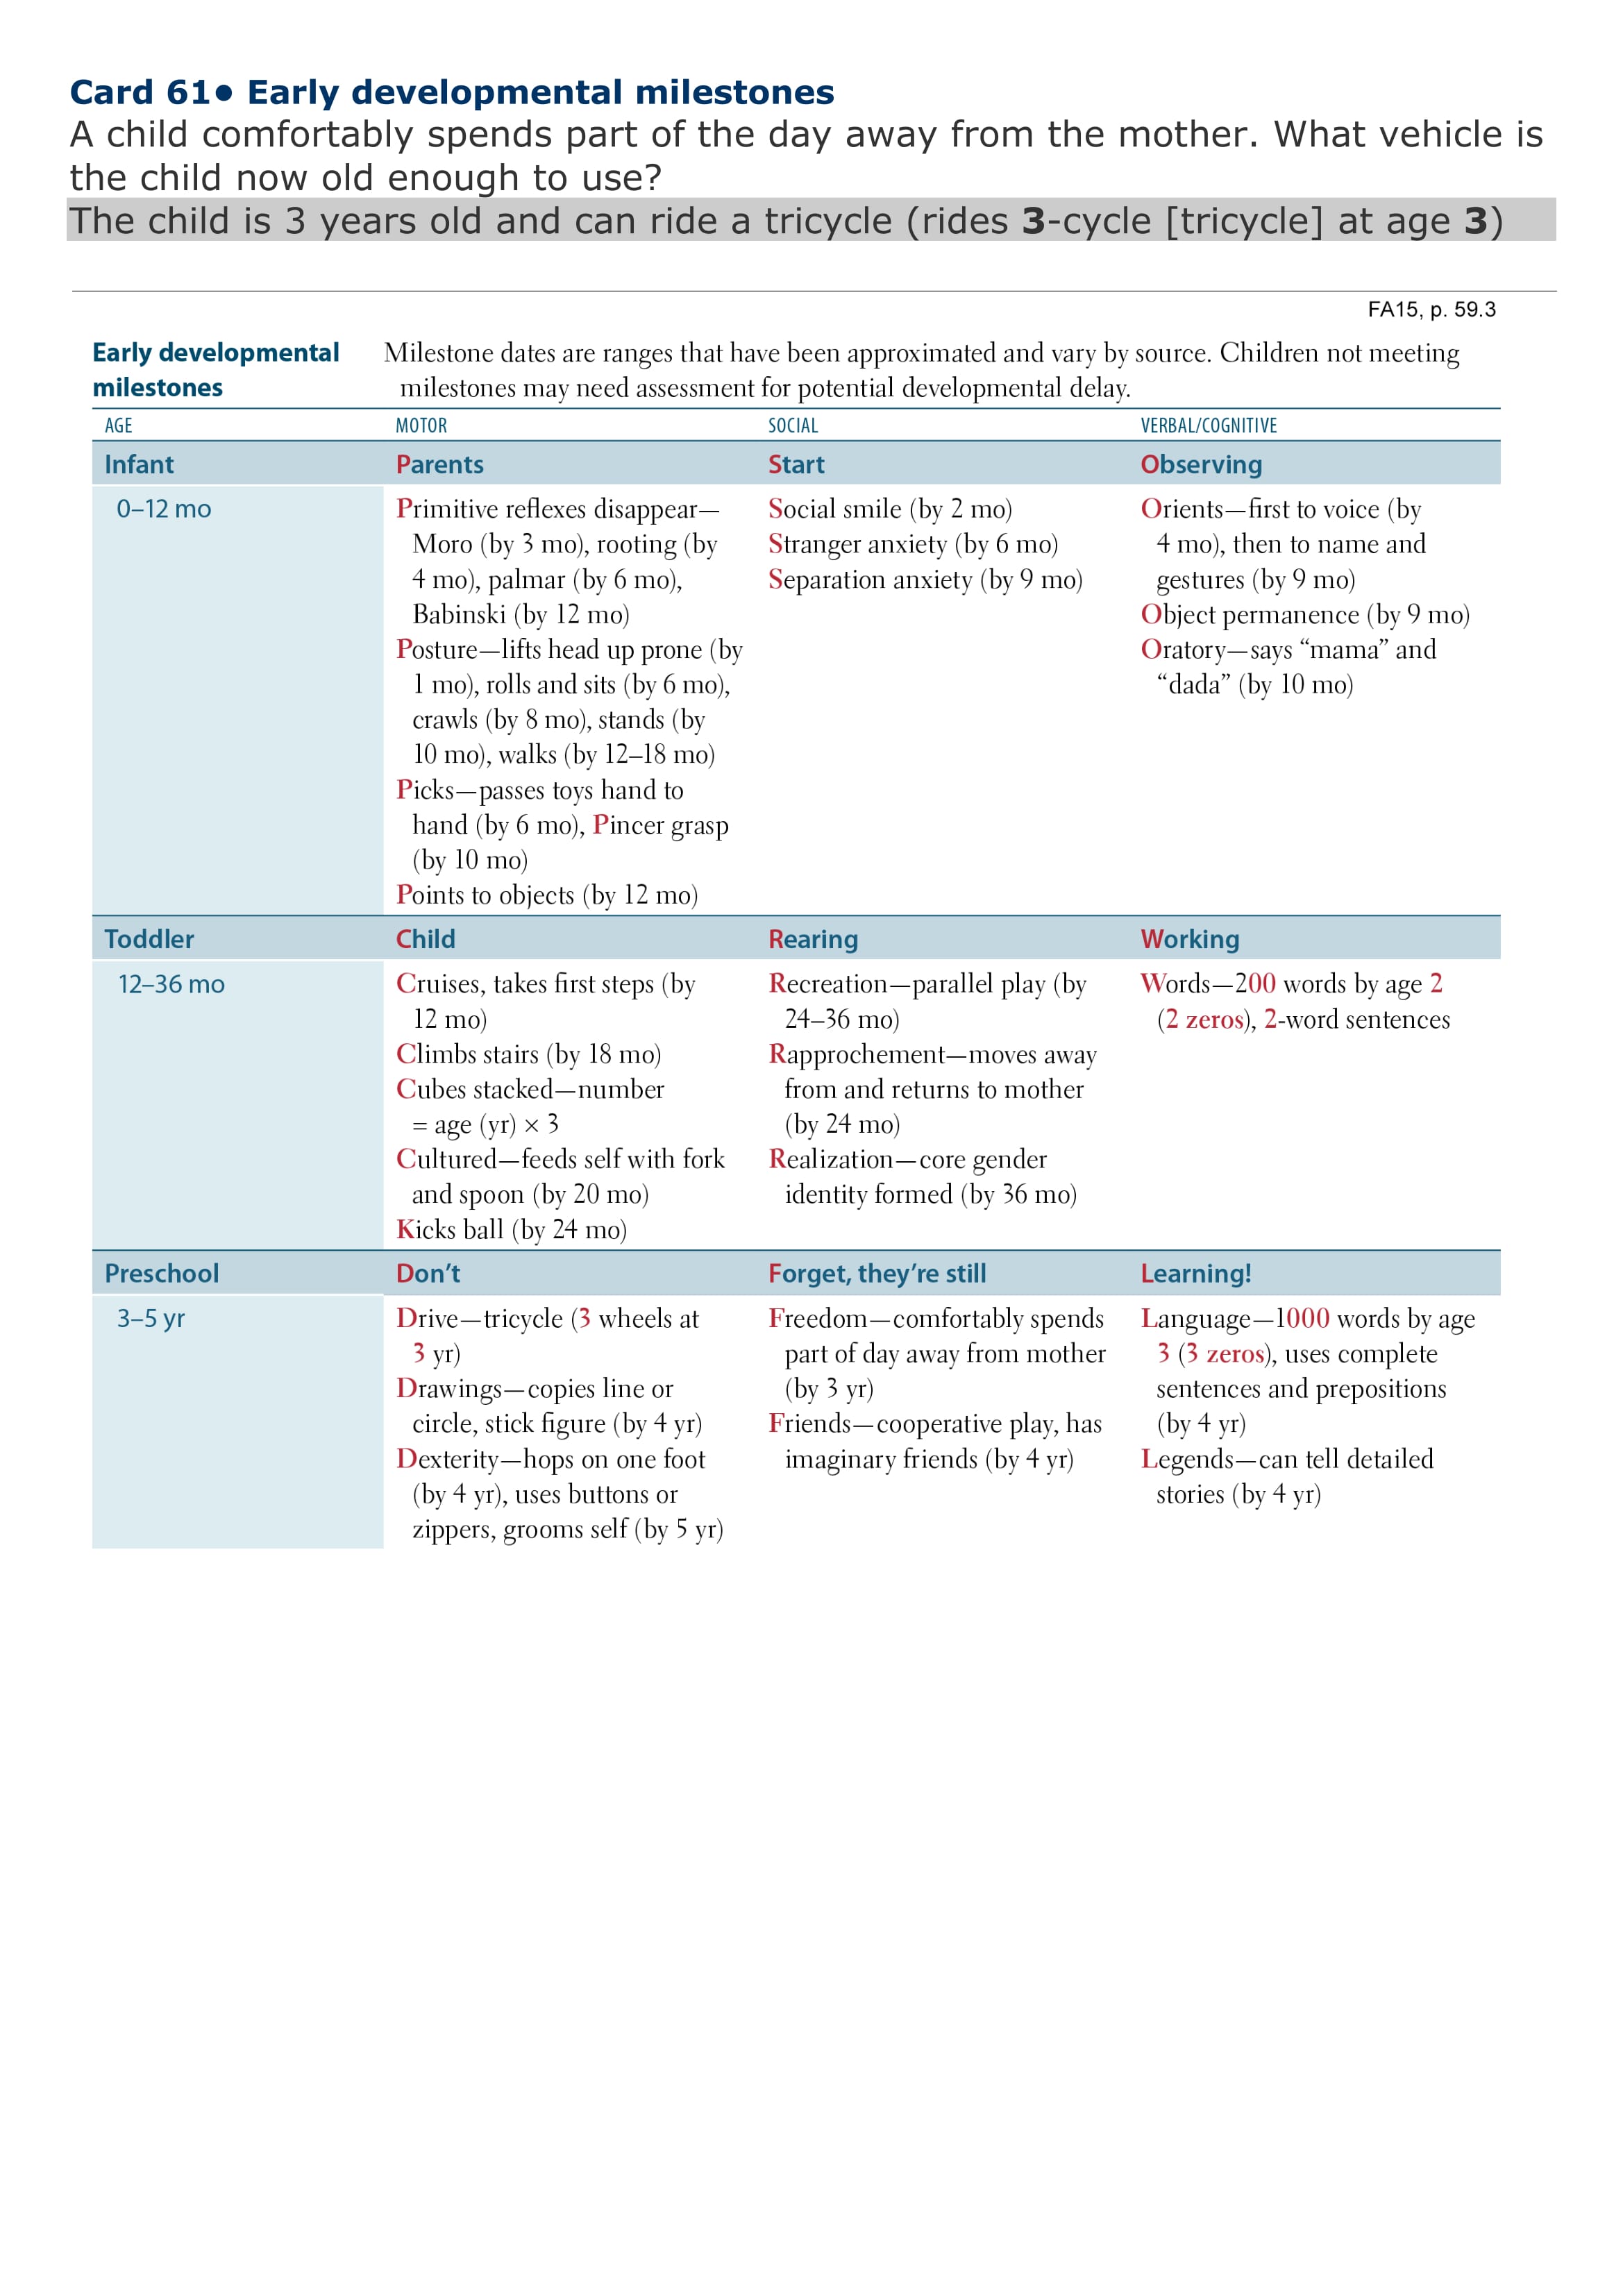 Card 61● Early developmental milestones
A child comfortably spends part of the day away from the mother. What vehicle is
the child now old enough to use?
The child is 3 years old and can ride a tricycle (rides 3-cycle [tricycle] at age 3)
FA15, p. 59.3
Early developmental
milestones
Milestone dates are ranges that have been approximated and vary by source. Children not meeting
milestones may need assessment for potential developmental delay.
AGE MOTOR SOCIAL VERBAL/COGNITIVE
Infant Parents Start Observing
0–12 mo
Primitive reflexes disappear—
Moro (by 3 mo), rooting (by
4 mo), palmar (by 6 mo),
Babinski (by 12 mo)
Posture—lifts head up prone (by
1 mo), rolls and sits (by 6 mo),
crawls (by 8 mo), stands (by
10 mo), walks (by 12–18 mo)
Picks—passes toys hand to
hand (by 6 mo), Pincer grasp
(by 10 mo)
Points to objects (by 12 mo)
Social smile (by 2 mo)
Stranger anxiety (by 6 mo)
Separation anxiety (by 9 mo)
Orients—first to voice (by
4 mo), then to name and
gestures (by 9 mo)
Object permanence (by 9 mo)
Oratory—says “mama” and
“dada” (by 10 mo)
Toddler Child Rearing Working
12–36 mo
Cruises, takes first steps (by
12 mo)
Climbs stairs (by 18 mo)
Cubes stacked—number
= age (yr) × 3
Cultured—feeds self with fork
and spoon (by 20 mo)
Kicks ball (by 24 mo)
Recreation—parallel play (by
24–36 mo)
Rapprochement—moves away
from and returns to mother
(by 24 mo)
Realization—core gender
identity formed (by 36 mo)
Words—200 words by age 2
(2 zeros), 2-word sentences
Preschool Don’t Forget, they’re still Learning!
3–5 yr
Drive—tricycle (3 wheels at
3 yr)
Drawings—copies line or
circle, stick figure (by 4 yr)
Dexterity—hops on one foot
(by 4 yr), uses buttons or
zippers, grooms self (by 5 yr)
Freedom—comfortably spends
part of day away from mother
(by 3 yr)
Friends—cooperative play, has
imaginary friends (by 4 yr)
Language—1000 words by age
3 (3 zeros), uses complete
sentences and prepositions
(by 4 yr)
Legends—can tell detailed
stories (by 4 yr)